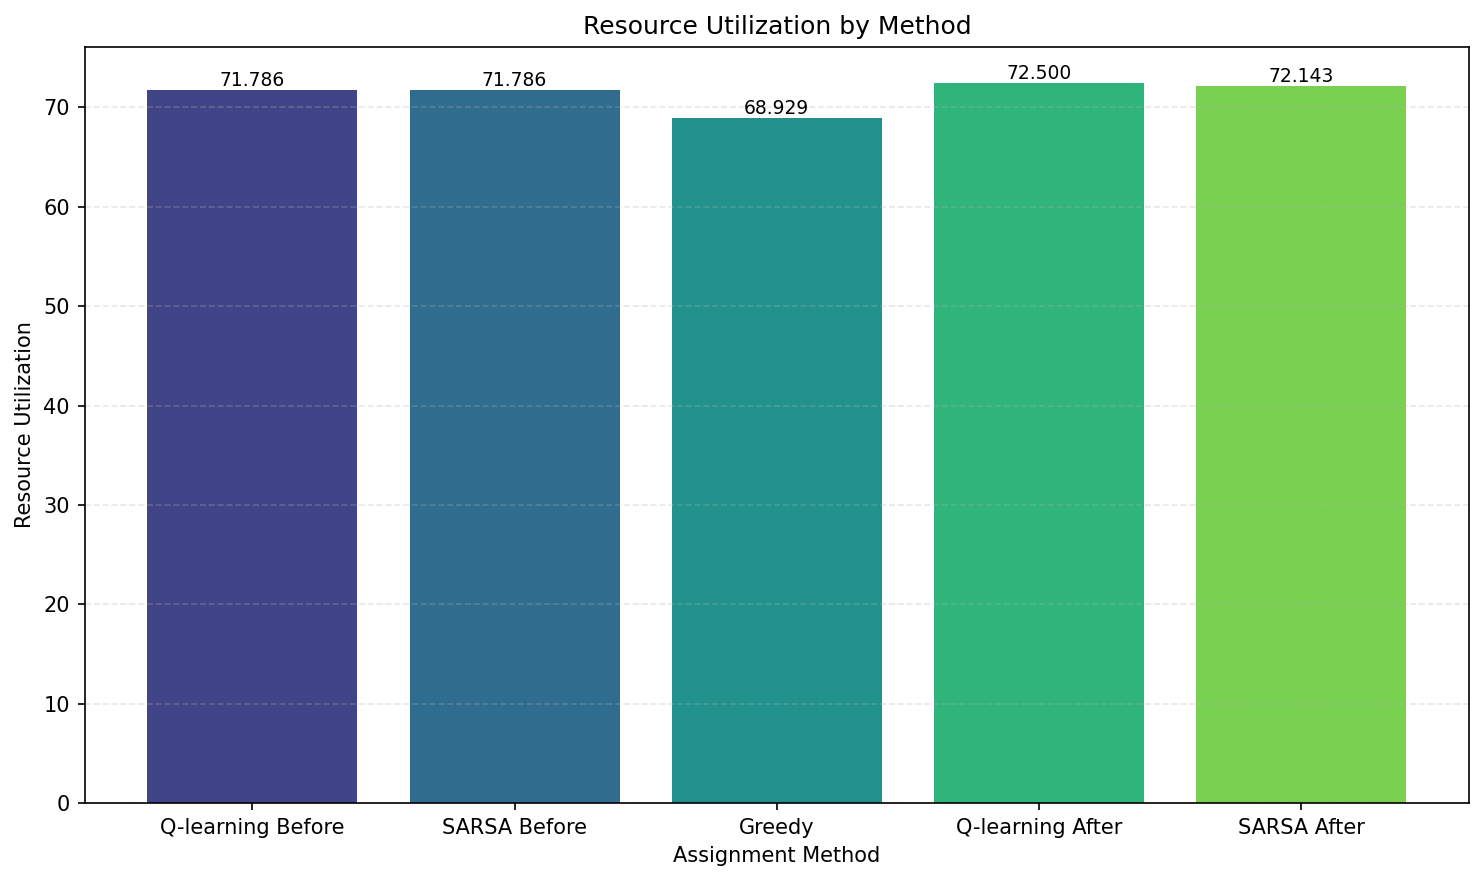 Resource Utilization by Method
Resource Utilization
70
60
50
40
30
20
10
0
71.786
71.786
68.929
72.500
72.143
Q-learning Before
SARSA Before
Greedy
Q-learning After
SARSA After
Assignment Method